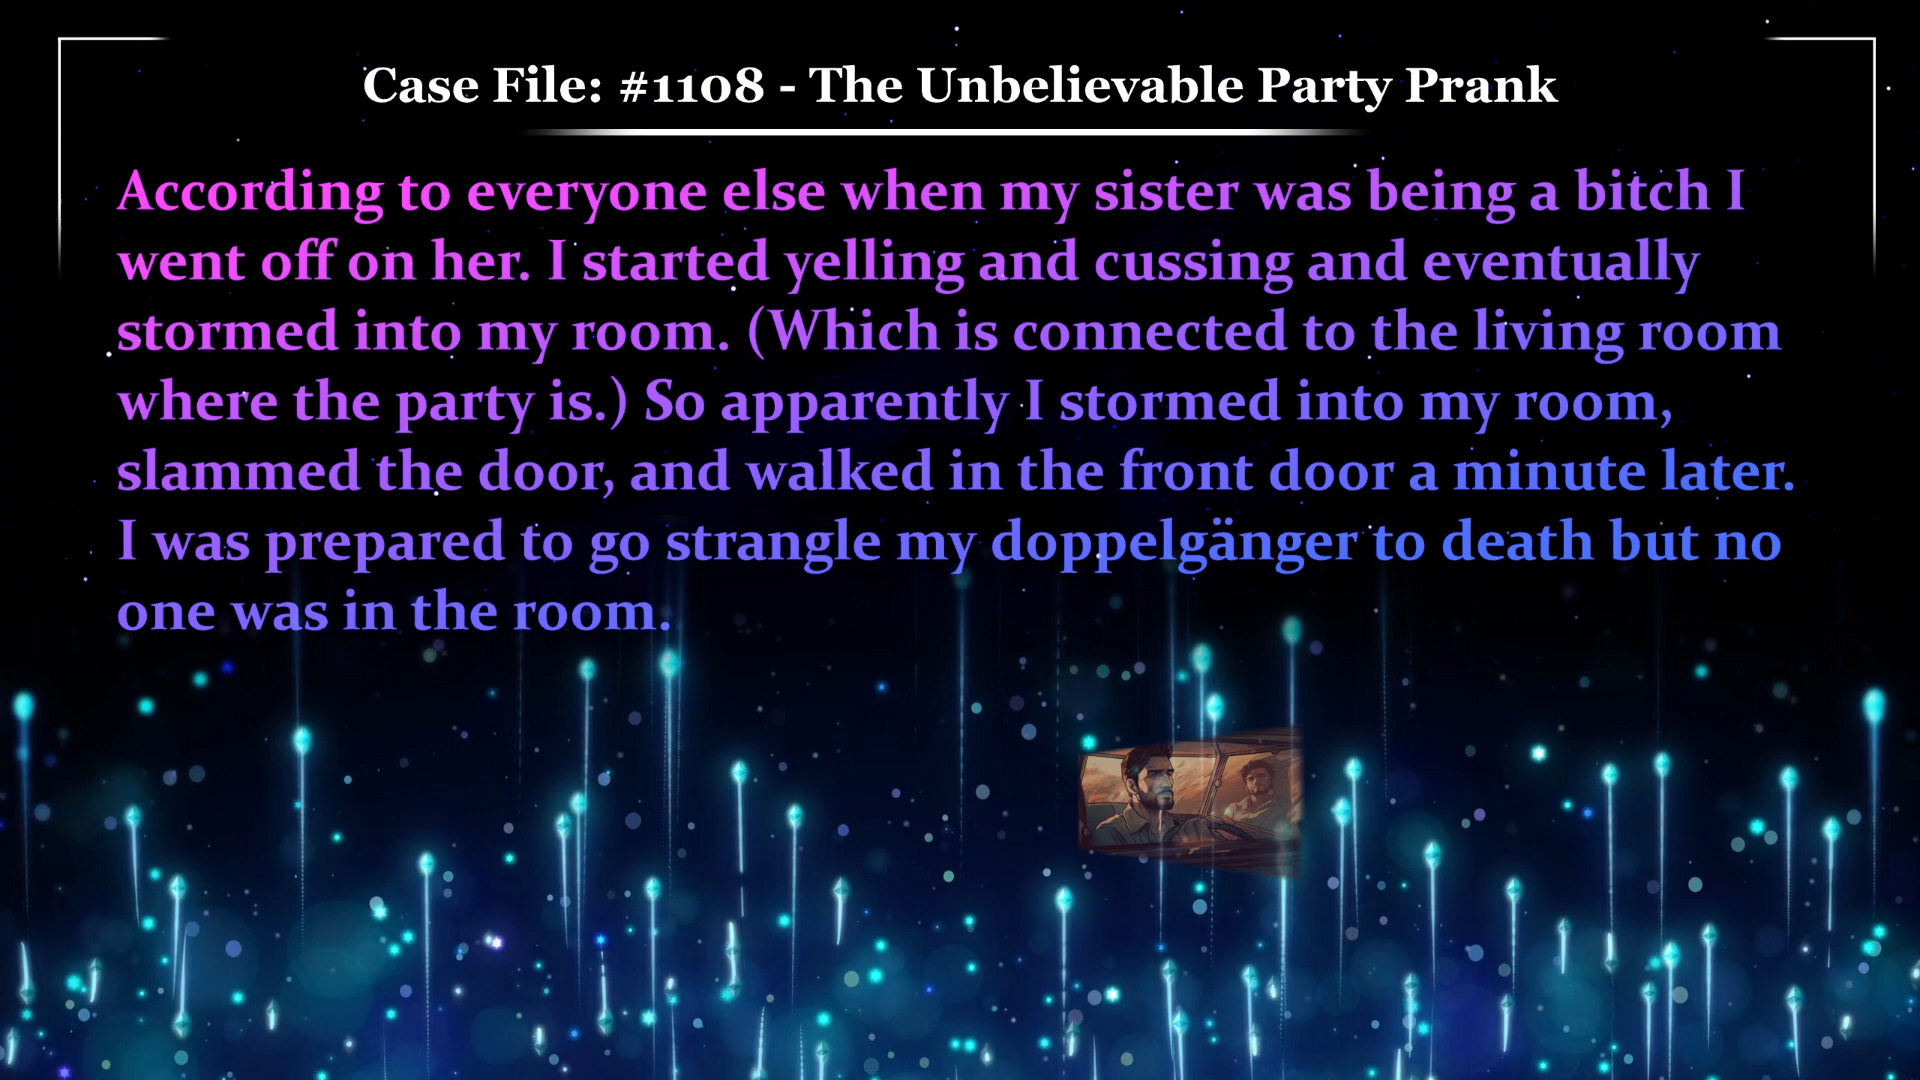 Case File: #1108 - The Unbelievable Party Prank
According to everyone else when my sister was being a bitch I
went off on her. I started yelling and cussing and eventually
stormed into my room. (Which is connected to the living room
where the party is.) So apparently I stormed into my room,
slammed the door, and walked in the front door a minute later.
I was prepared to go strangle my doppelgänger to death but no
one was in the room.